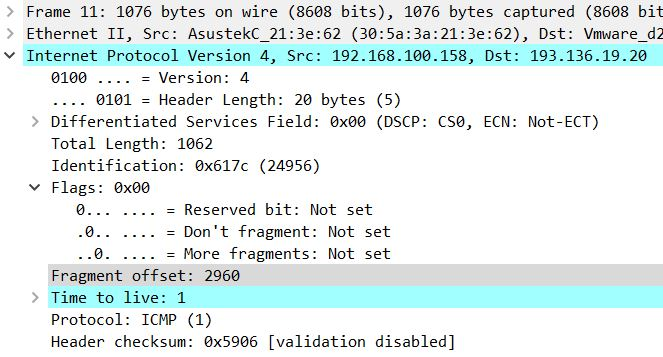 Frame 11: 1076 bytes on wire (8608 bits), 1076 bytes captured (8608 bit
Ethernet II, Src: AsustekC_21:3e:62 (30:5a:3a:21:3e:62), Dst: Vmware_d2
Internet Protocol Version 4, Src: 192.168.100.158, Dst: 193.136.19.20
0100 .... = Version: 4
.... 0101 = Header Length: 20 bytes (5)
Differentiated Services Field: 0x00 (DSCP: CS0, ECN: Not-ECT)
Total Length: 1062
Identification: 0x617c (24956)
Flags: 0x00
0... .... = Reserved bit: Not set
.0.. .... = Don't fragment: Not set
..0. .... = More fragments: Not set
Fragment offset: 2960
Time to live: 1
Protocol: ICMP (1)
Header checksum: 0x5906 [validation disabled]